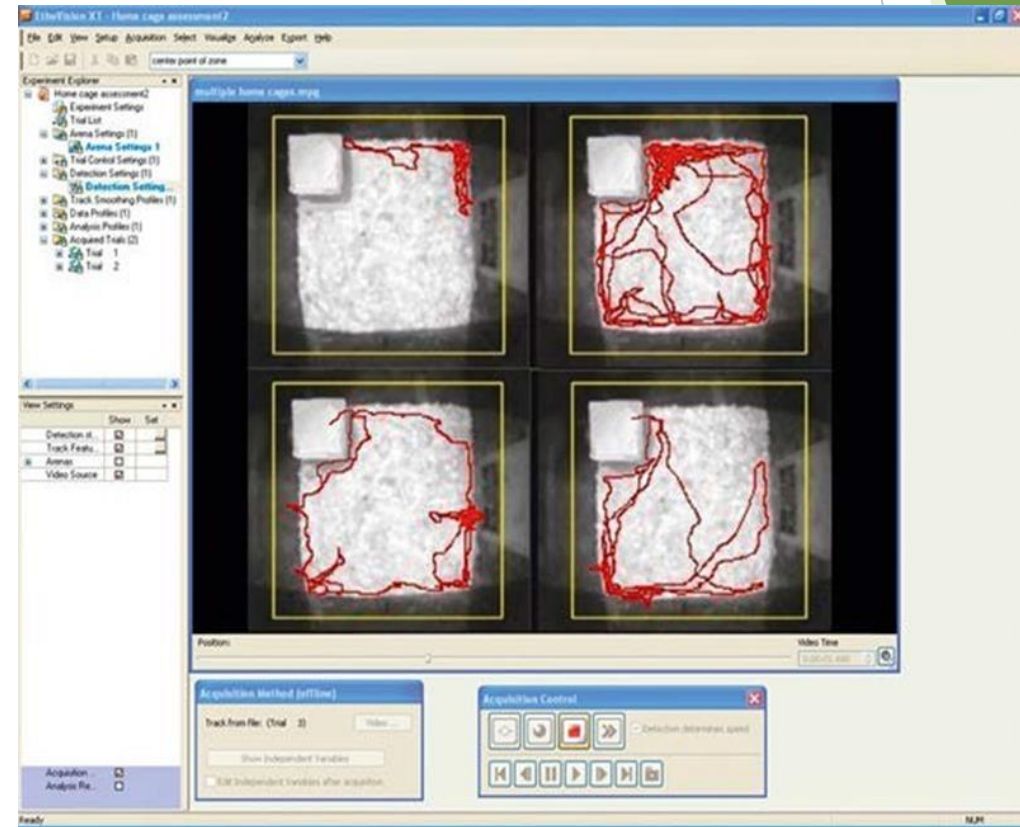 EthoVision XT - Home cage assessment2
File Edit View Setup Acquisition Select Visualize Analyze Export Help
center point of zone
Experiment Explorer
Home cage assessment2
Experiment Settings
Trial List
Arena Settings (1)
Arena Settings 1
Trial Control Settings (1)
Detection Settings (1)
Detection Setting...
Track Smoothing Profiles (1)
Data Profiles (1)
Analysis Profiles (1)
Acquired Trials (2)
Trial 1
Trial 2
multiple home cages.mpg
View Settings
Show Set
Detection st...
Track Featu...
Arenas
Video Source
Position:
Video Time
Acquisition Method (offline)
Track from file: (Trial 3)
Video ...
Show Independent Variables
Edit Independent Variables after acquisition
Acquisition Control
Detection determines speed
Acquisition ...
Analysis Re...
Ready
NUM